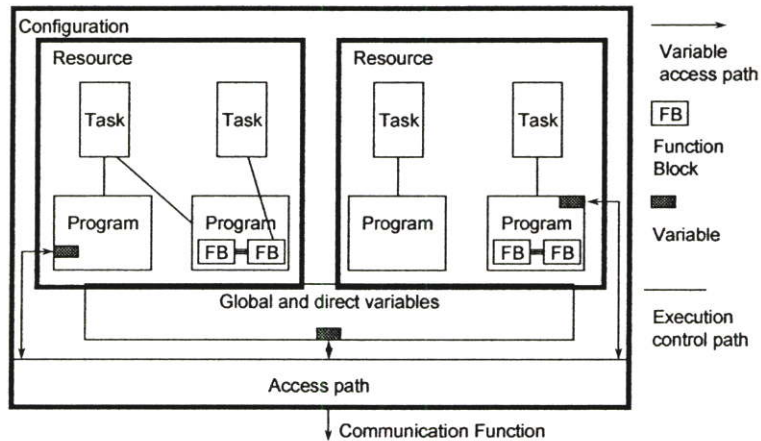 Configuration
Resource
Task
Task
Program
Program
FB
FB
Resource
Task
Task
Program
Program
FB
FB
Global and direct variables
Access path
Communication Function
Variable
access path
FB
Function
Block
Variable
Execution
control path